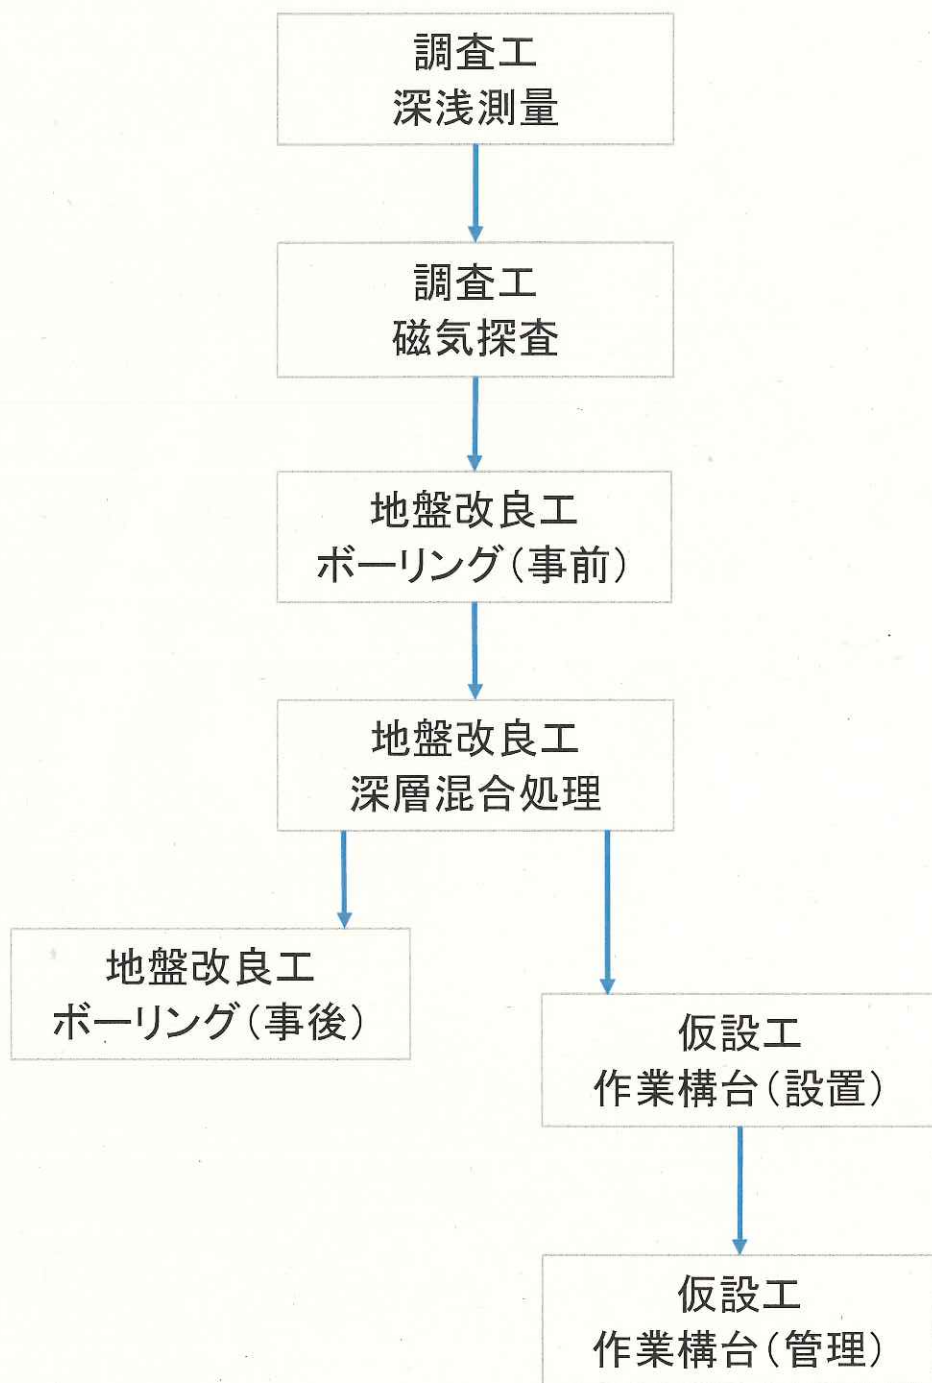 調査工
深浅測量
調査工
磁気探査
地盤改良工
ボーリング(事前)
地盤改良工
深層混合処理
地盤改良工
ボーリング(事後)
仮設工
作業構台(設置)
仮設工
作業構台(管理)